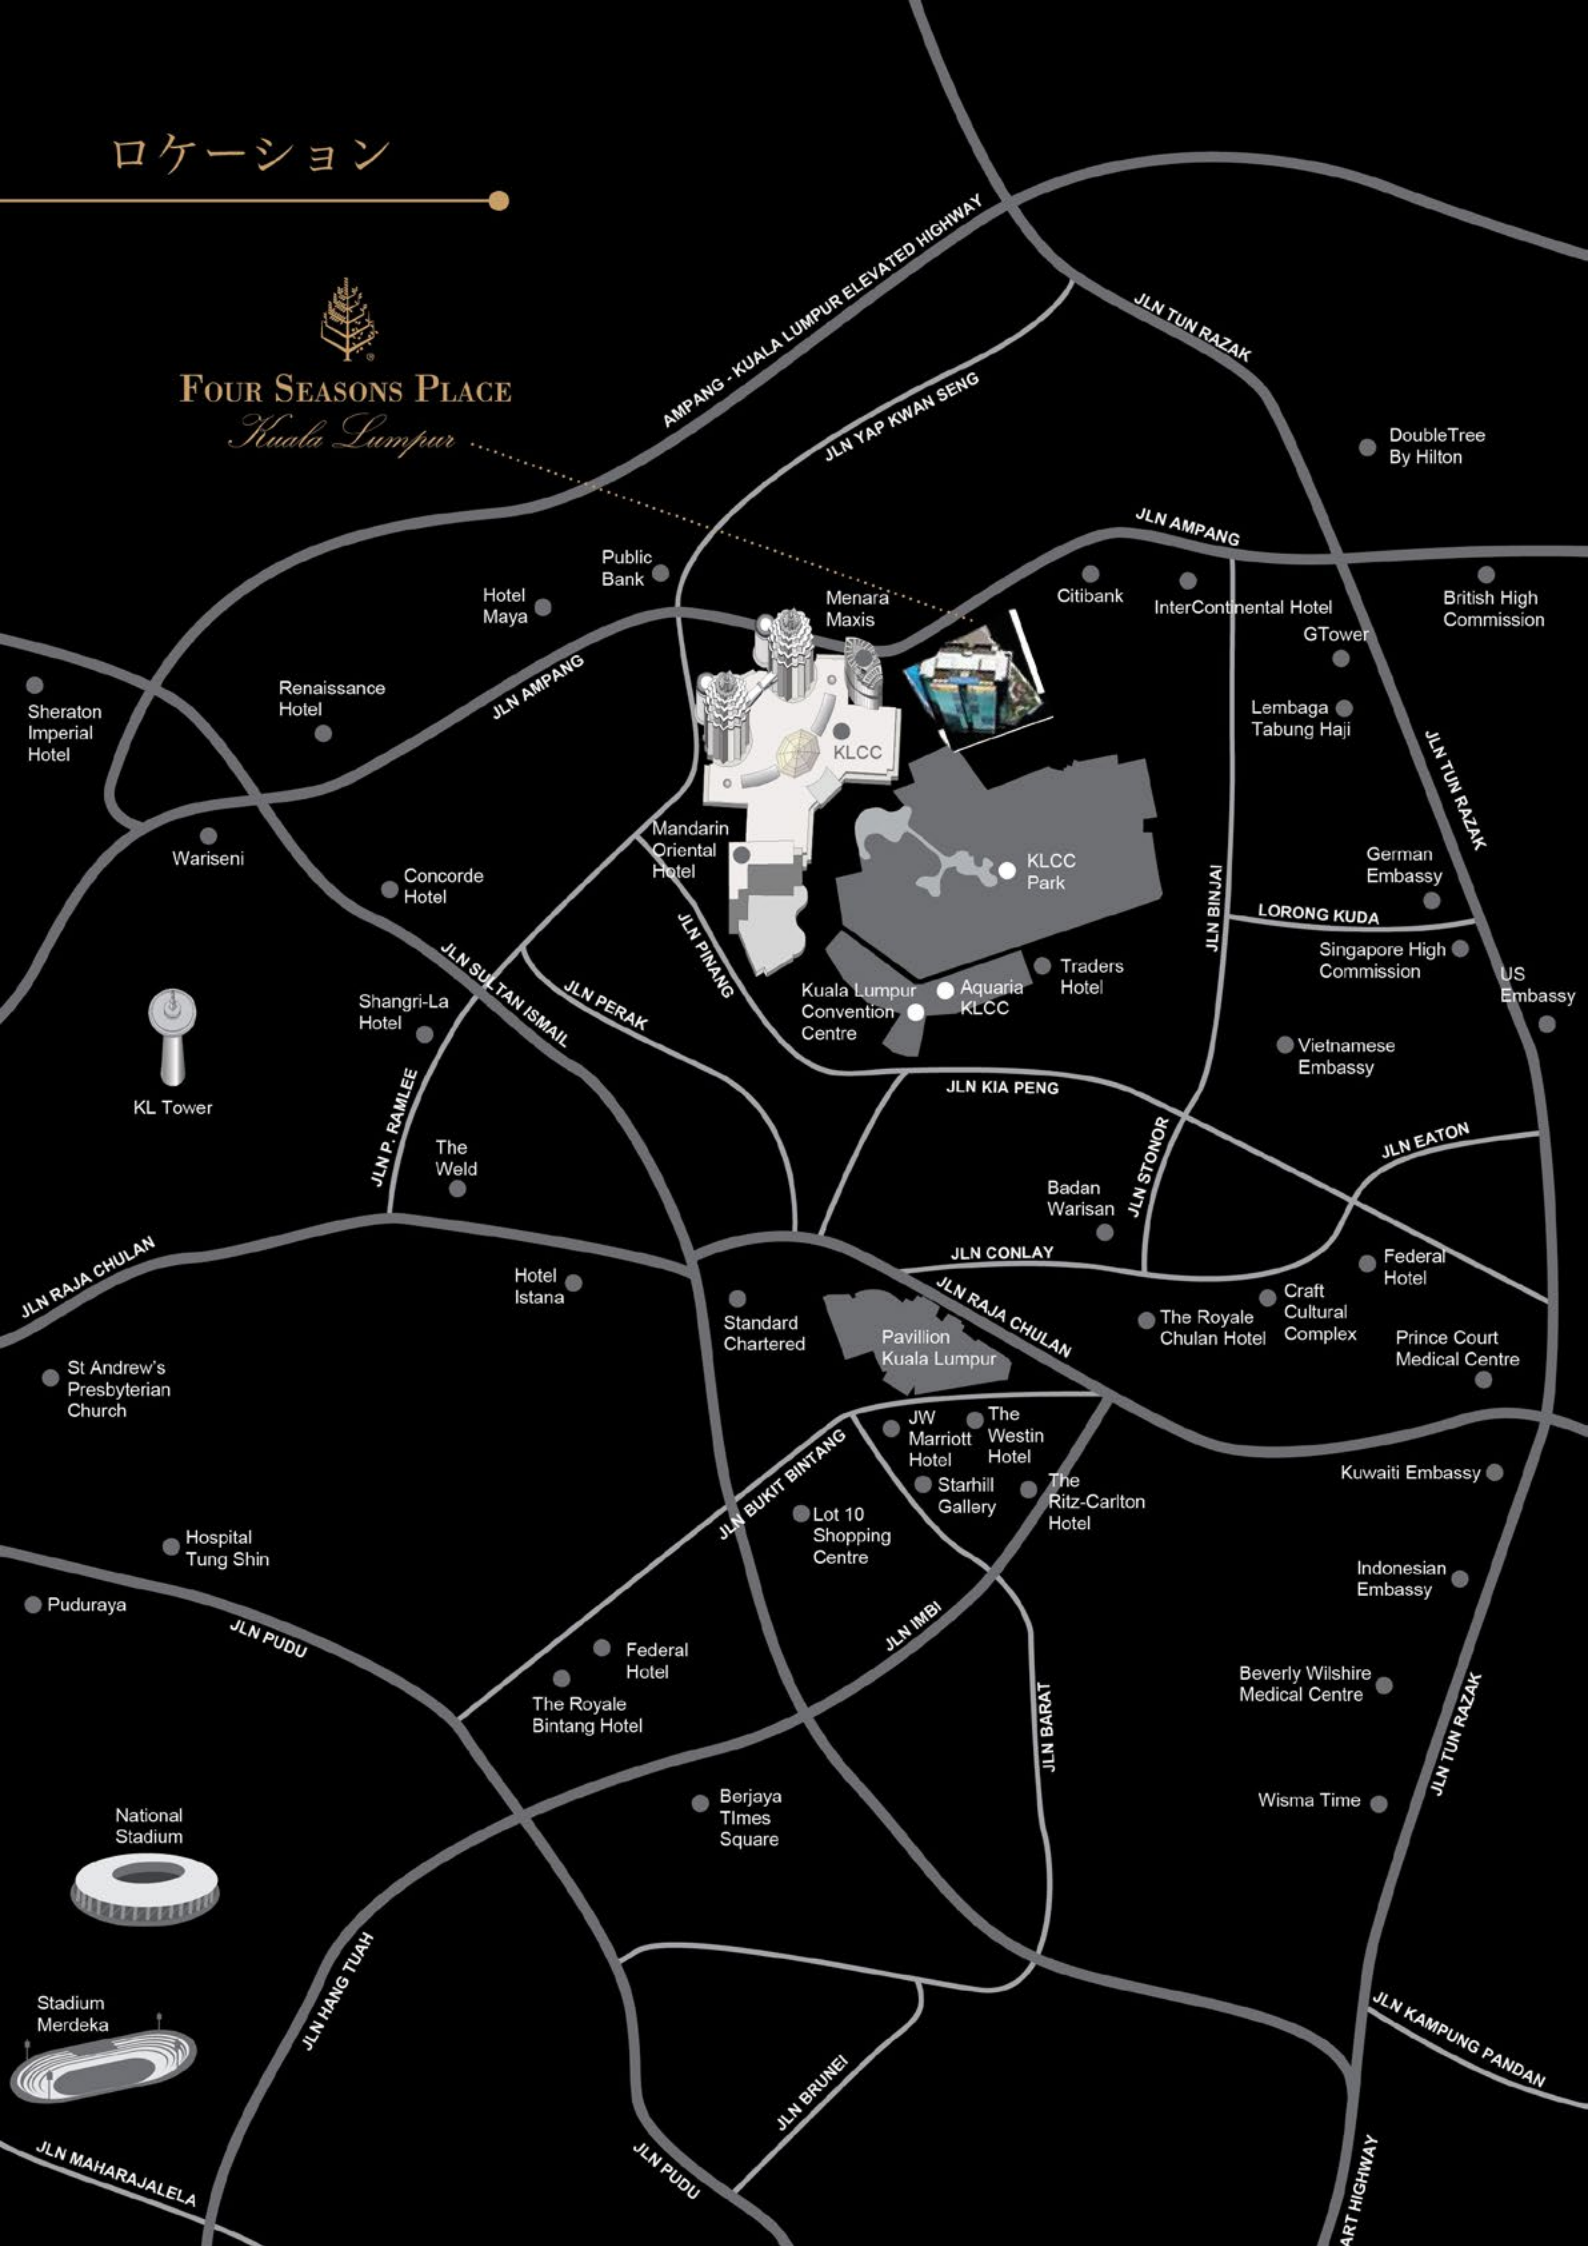 ロケーション
FOUR SEASONS PLACE
Kuala Lumpur
AMPANG - KUALA LUMPUR ELEVATED HIGHWAY
JLN TUN RAZAK
JLN YAP KWAN SENG
DoubleTree
By Hilton
JLN AMPANG
Public
Bank
Hotel
Maya
Menara
Maxis
Citibank
InterContinental Hotel
British High
Commission
GTower
JLN AMPANG
Renaissance
Hotel
Sheraton
Imperial
Hotel
Lembaga
Tabung Haji
KLCC
JLN TUN RAZAK
Mandarin
Oriental
Hotel
Wariseni
Concorde
Hotel
KLCC
Park
German
Embassy
JLN BINJAI
LORONG KUDA
JLN PINANG
JLN SULTAN ISMAIL
Singapore High
Commission
US
Embassy
Traders
Hotel
Aquaria
KLCC
Kuala Lumpur
Convention
Centre
JLN PERAK
Shangri-La
Hotel
Vietnamese
Embassy
KL Tower
JLN P. RAMLEE
JLN KIA PENG
JLN STONOR
JLN EATON
The
Weld
Badan
Warisan
JLN RAJA CHULAN
JLN CONLAY
Federal
Hotel
Hotel
Istana
JLN RAJA CHULAN
Craft
Cultural
Complex
The Royale
Chulan Hotel
Standard
Chartered
Pavillion
Kuala Lumpur
Prince Court
Medical Centre
St Andrew's
Presbyterian
Church
JW
Marriott
Hotel
The
Westin
Hotel
JLN BUKIT BINTANG
Starhill
Gallery
The
Ritz-Carlton
Hotel
Kuwaiti Embassy
Lot 10
Shopping
Centre
Hospital
Tung Shin
Indonesian
Embassy
Puduraya
JLN PUDU
JLN IMBI
Federal
Hotel
The Royale
Bintang Hotel
JLN BARAT
Beverly Wilshire
Medical Centre
JLN TUN RAZAK
Berjaya
TImes
Square
Wisma Time
National
Stadium
JLN HANG TUAH
Stadium
Merdeka
JLN KAMPUNG PANDAN
JLN BRUNEI
JLN MAHARAJALELA
JLN PUDU
ART HIGHWAY